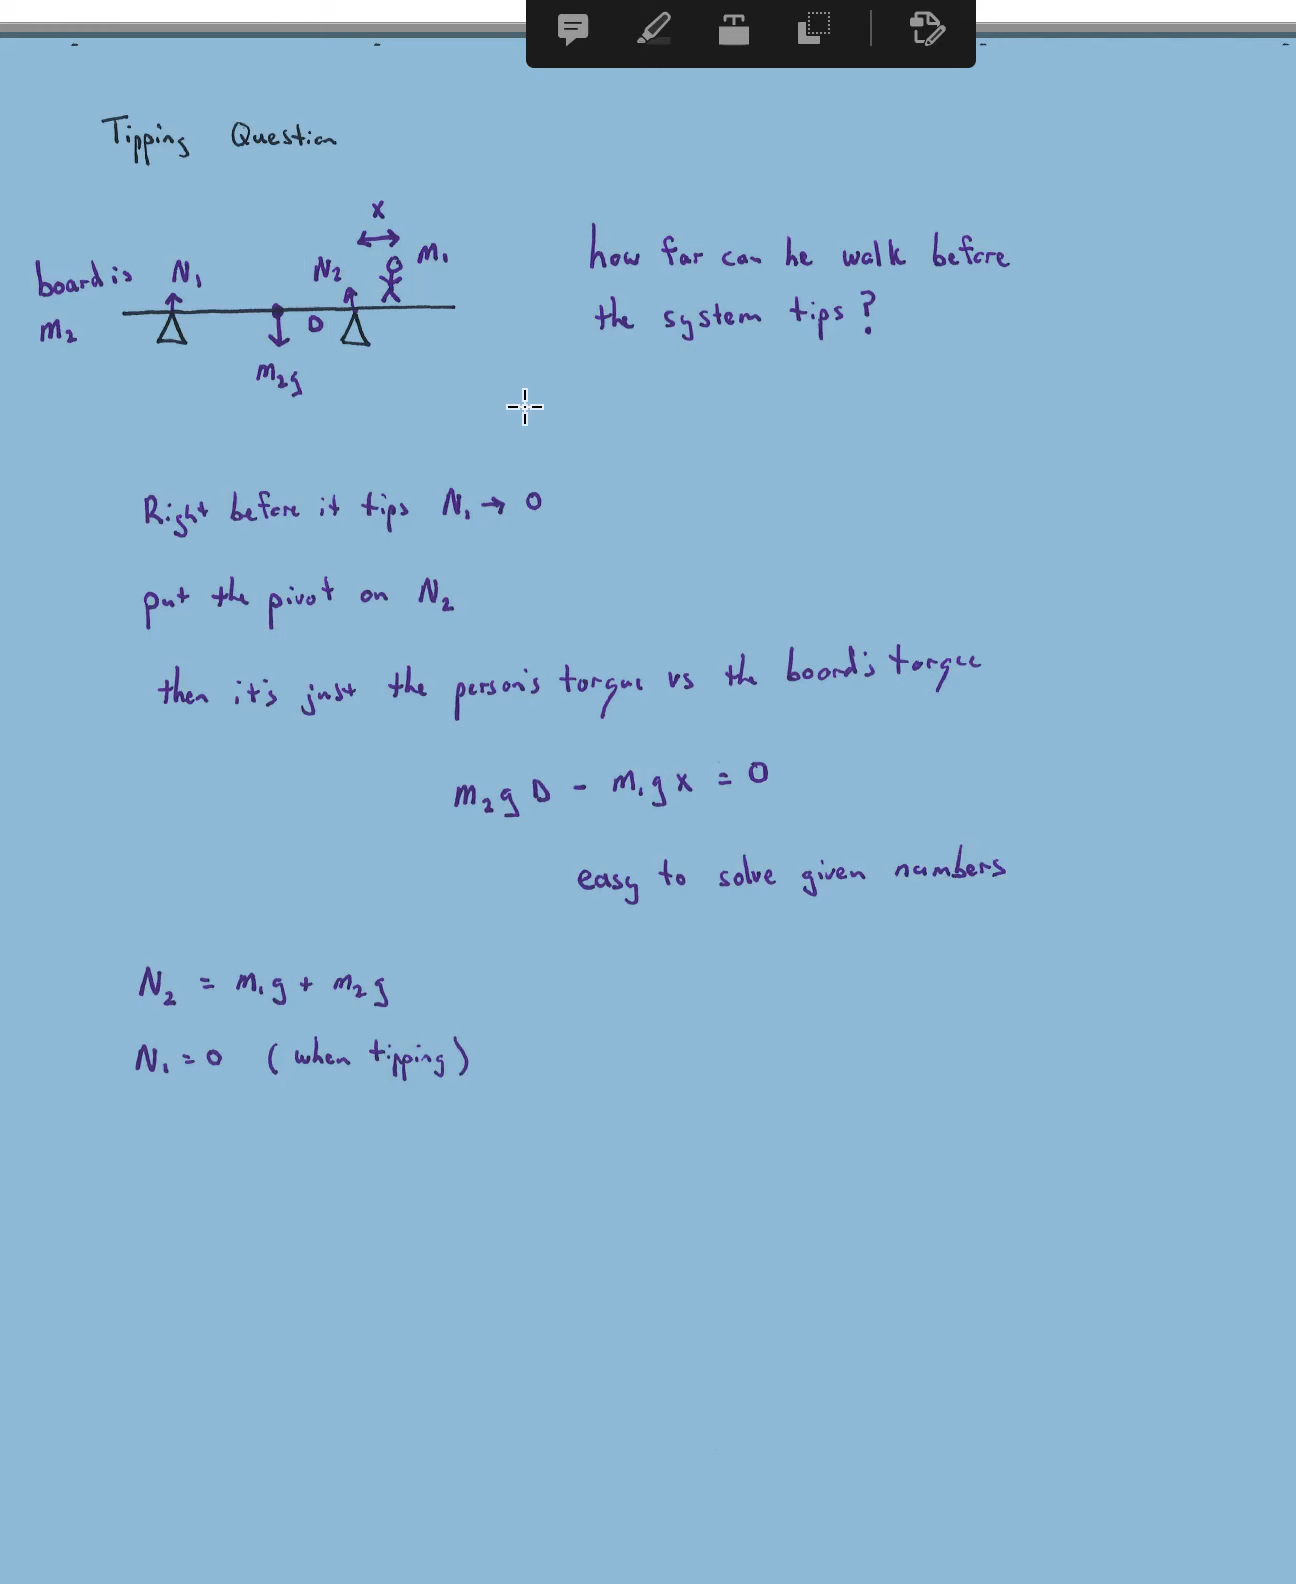 Tipping Question
x
board is N₁ N₂ m₁
m₂ D
m₂g
how far can he walk before
the system tips?
Right before it tips N₁ → 0
put the pivot on N₂
then it's just the person's torque vs the board's torque
m₂g D - m₁g x = 0
easy to solve given numbers
N₂ = m₁g + m₂g
N₁ = 0 (when tipping)